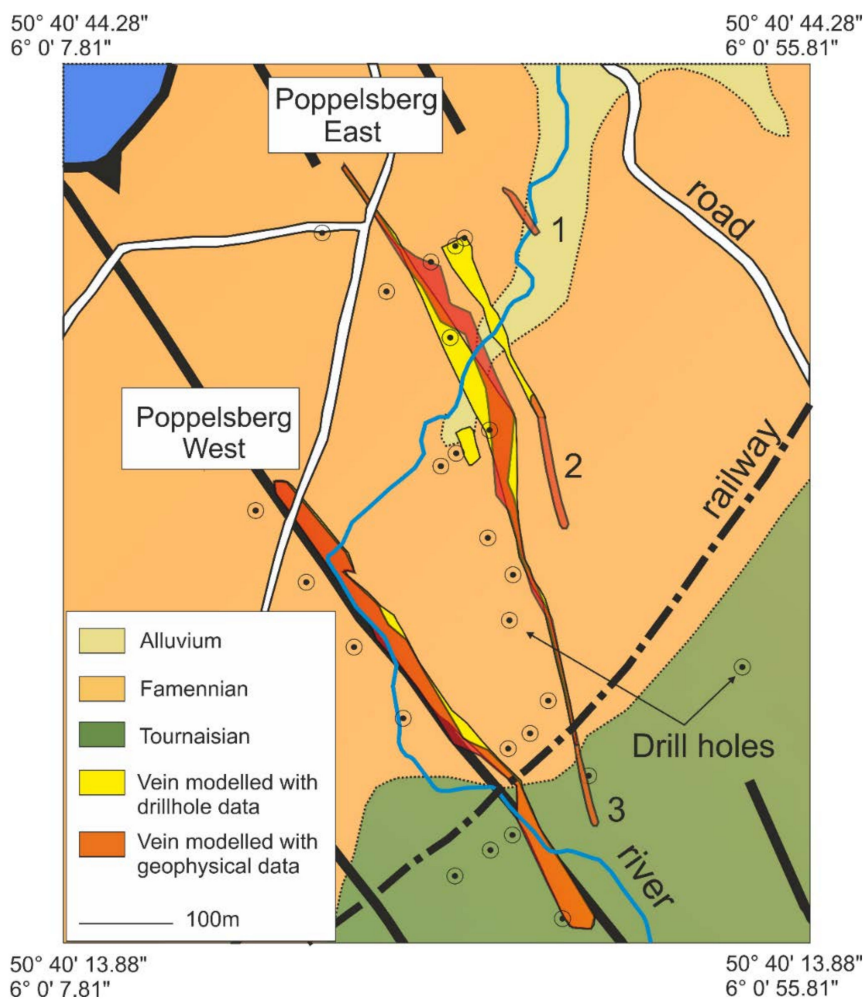 50° 40' 44.28"
6° 0' 7.81"
50° 40' 44.28"
6° 0' 55.81"
Poppelsberg
East
road
1
Poppelsberg
West
2
railway
Alluvium
Famennian
Tournaisian
Vein modelled with
drillhole data
Vein modelled with
geophysical data
100m
Drill holes
3
river
50° 40' 13.88"
6° 0' 7.81"
50° 40' 13.88"
6° 0' 55.81"